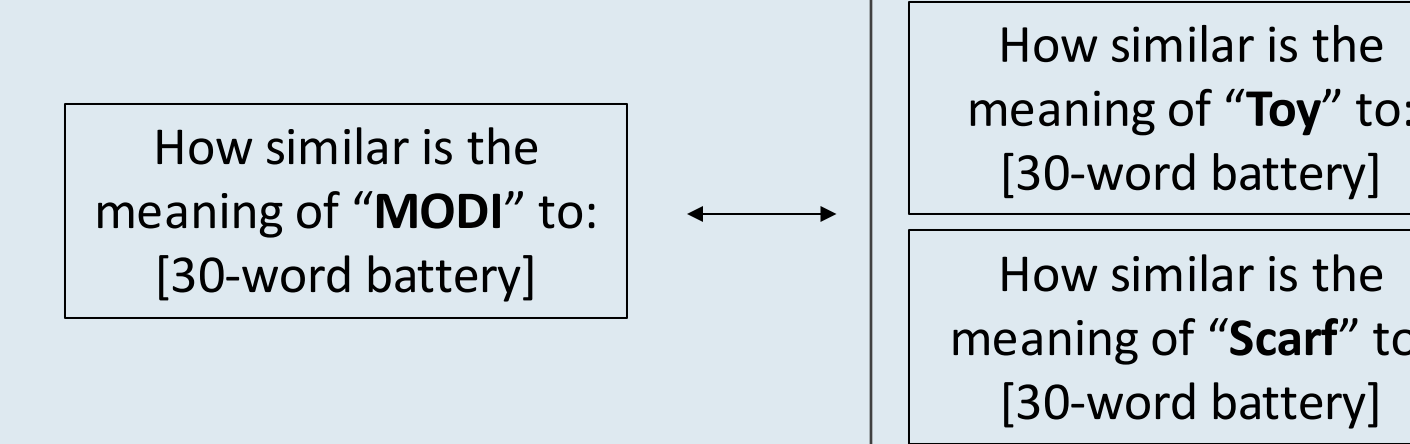 How similar is the
meaning of “MODI” to:
[30-word battery]
How similar is the
meaning of “Toy” to:
[30-word battery]
How similar is the
meaning of “Scarf” to
[30-word battery]